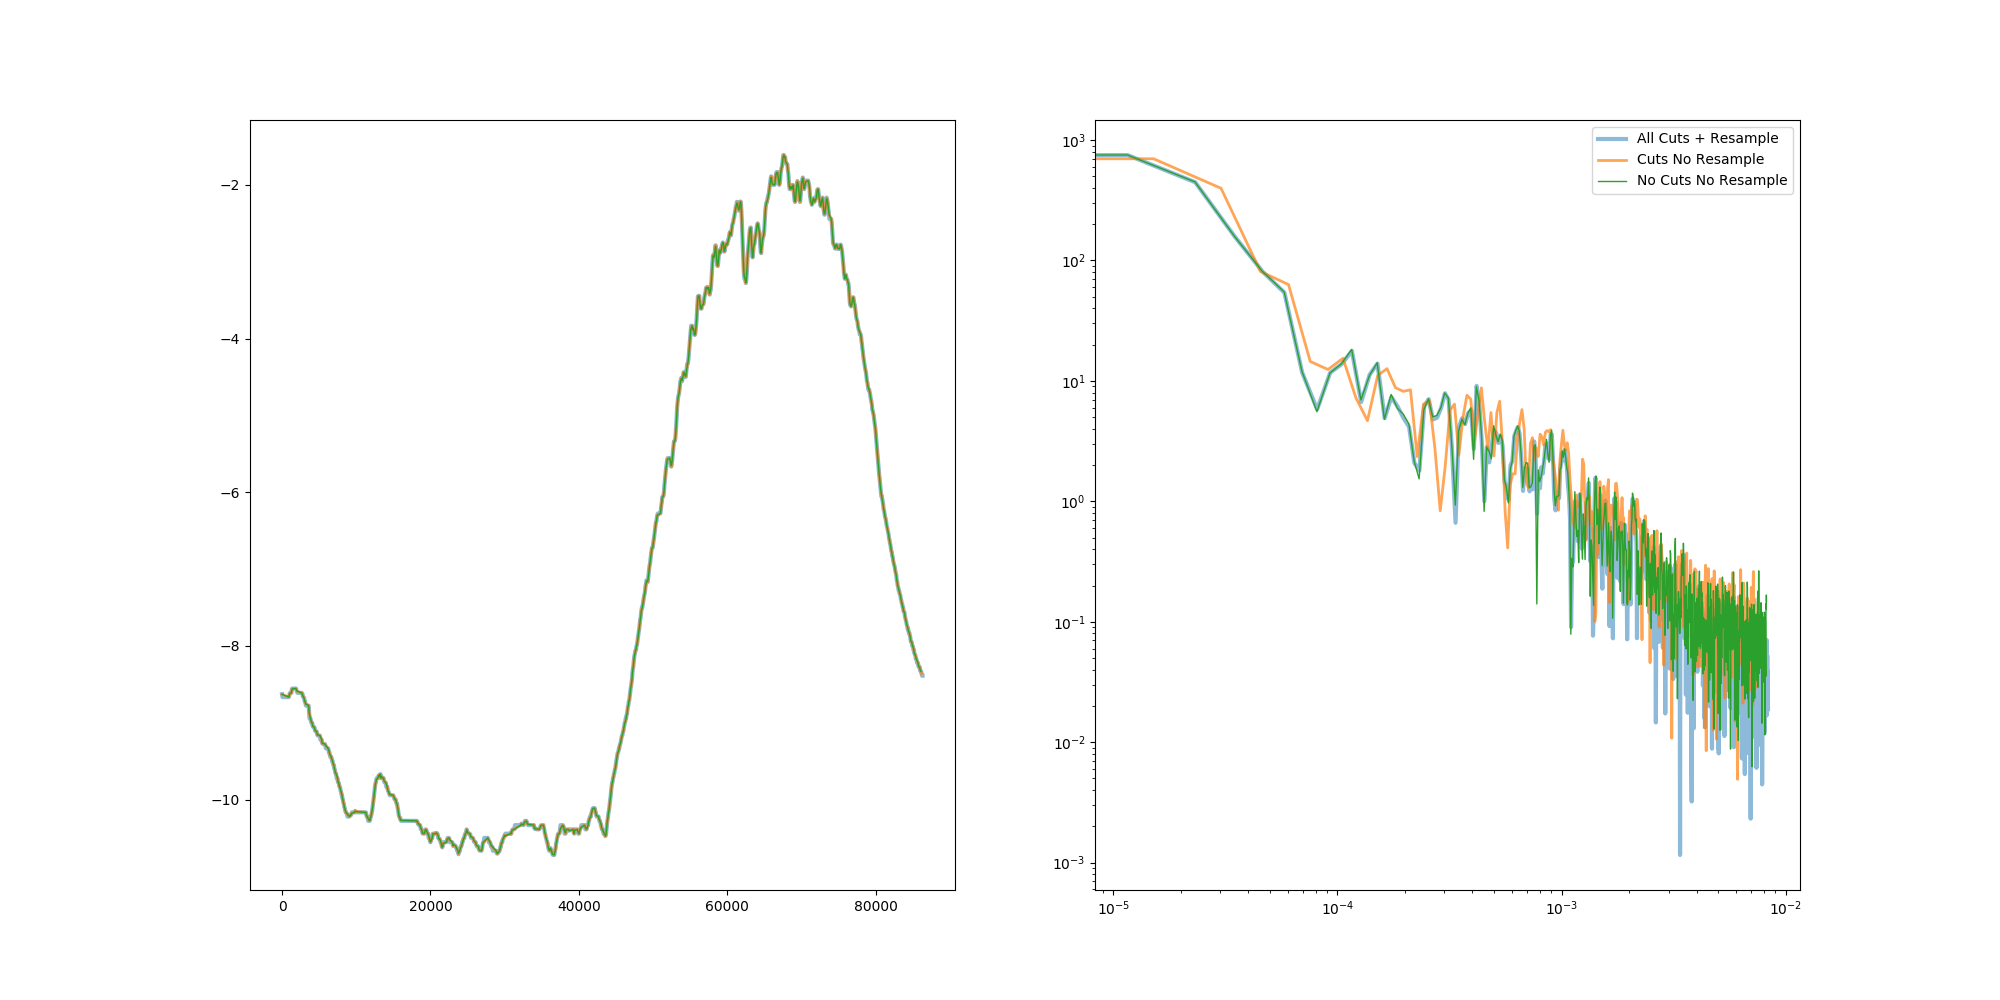 −2
−4
−6
−8
−10
0 20000 40000 60000 80000
10³
10²
10¹
10⁰
10⁻¹
10⁻²
10⁻³
10⁻⁵ 10⁻⁴ 10⁻³ 10⁻²
All Cuts + Resample
Cuts No Resample
No Cuts No Resample